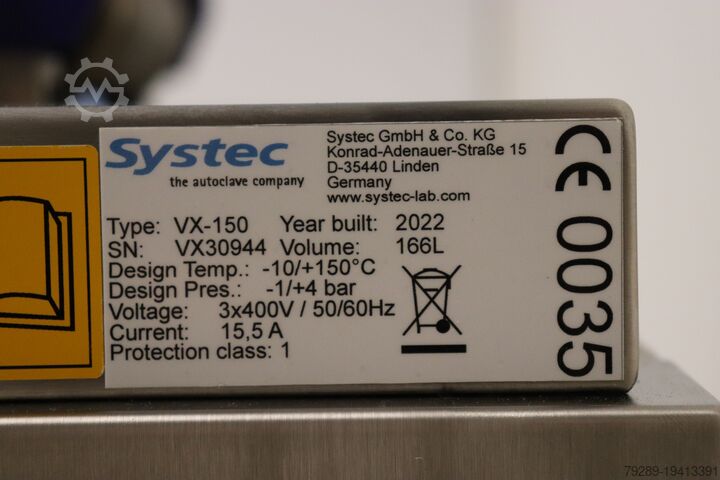 Systec
the autoclave company
Systec GmbH & Co. KG
Konrad-Adenauer-Straße 15
D-35440 Linden
Germany
www.systec-lab.com
Type: VX-150 Year built: 2022
SN: VX30944 Volume: 166L
Design Temp.: -10/+150°C
Design Pres.: -1/+4 bar
Voltage: 3x400V / 50/60Hz
Current: 15,5 A
Protection class: 1
CE 0035
79289-19413391